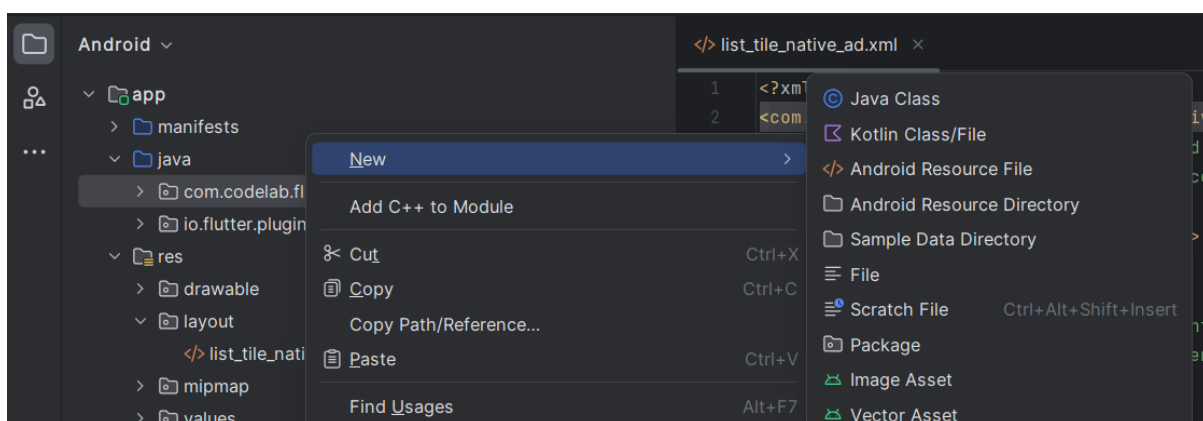 Android
list_tile_native_ad.xml
app
manifests
java
com.codelab.fl
io.flutter.plugin
res
drawable
layout
list_tile_nati
mipmap
values
1
<?xml
2
<com.
New
Add C++ to Module
Cut Ctrl+X
Copy Ctrl+C
Copy Path/Reference...
Paste Ctrl+V
Find Usages Alt+F7
Java Class
Kotlin Class/File
Android Resource File
Android Resource Directory
Sample Data Directory
File
Scratch File Ctrl+Alt+Shift+Insert
Package
Image Asset
Vector Asset